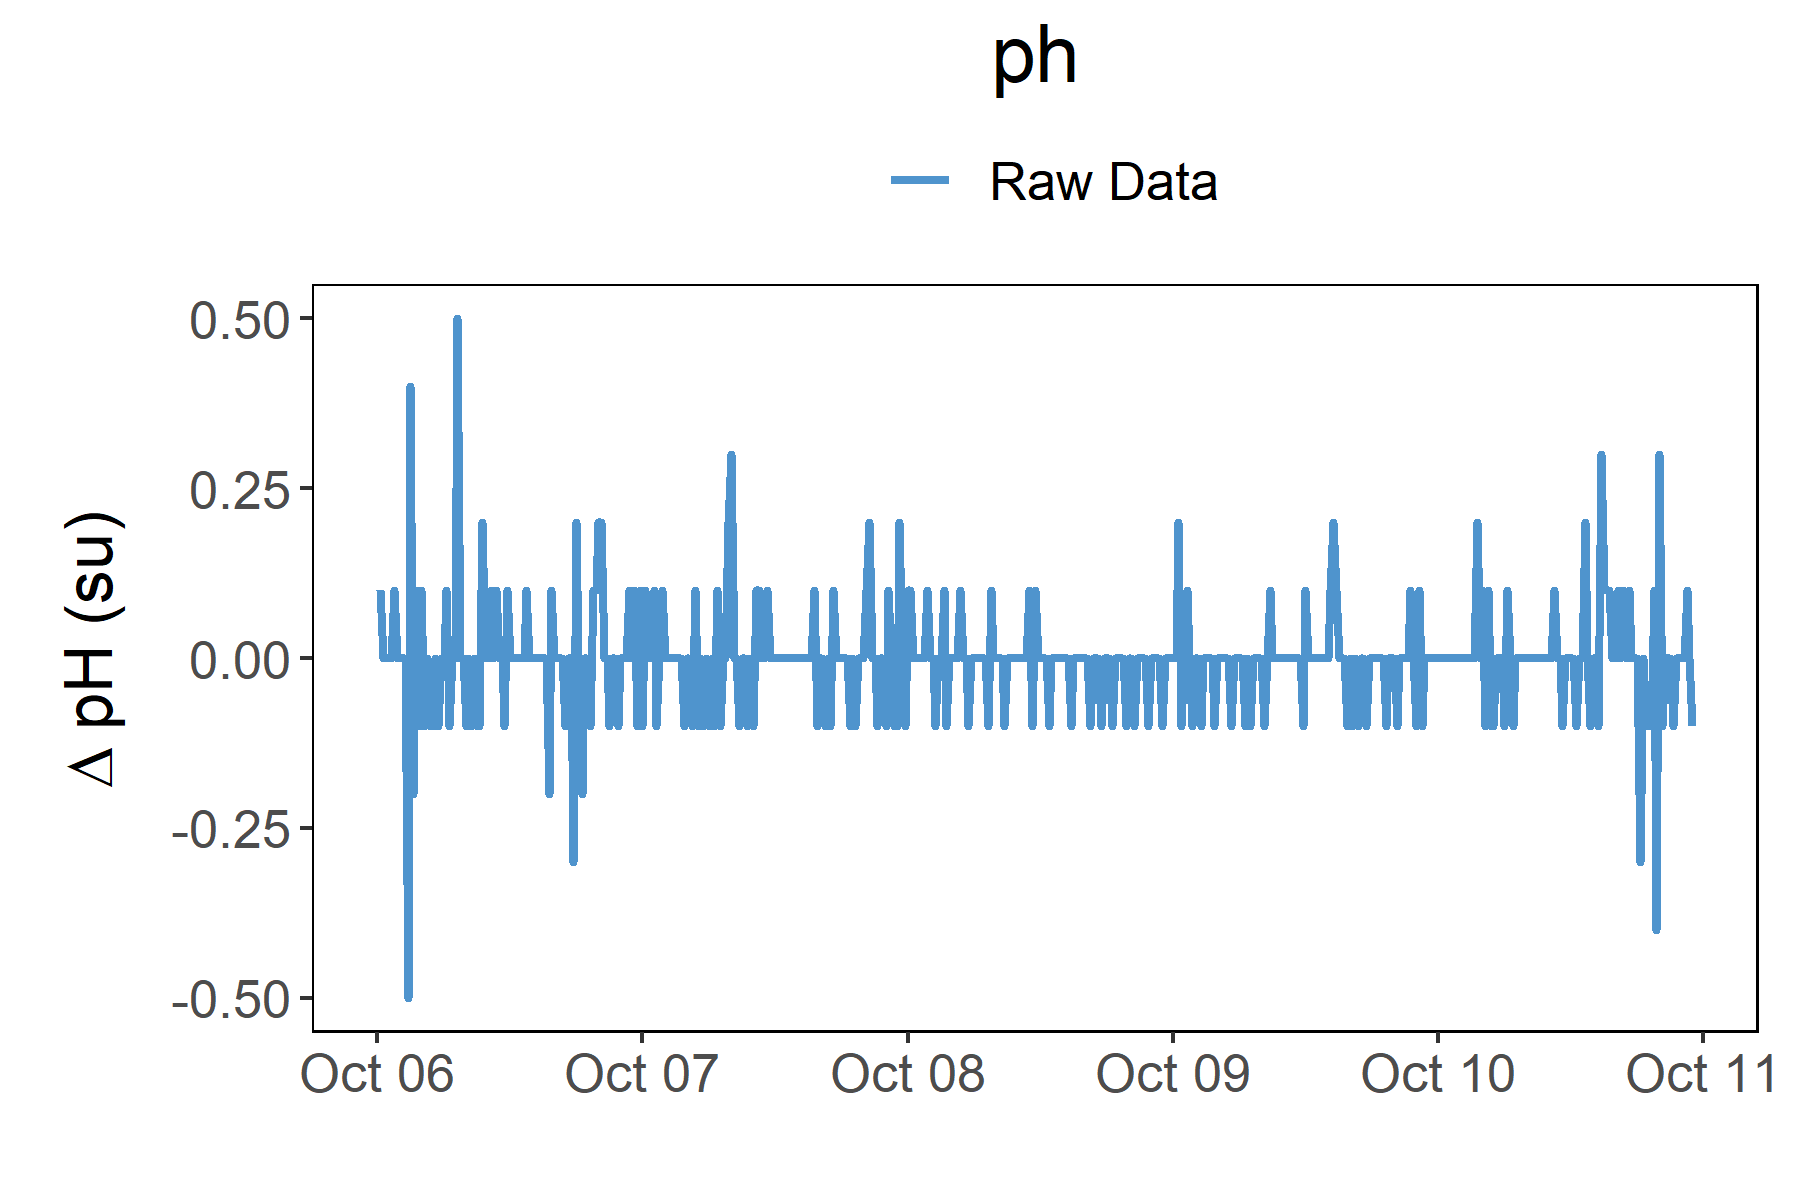 ph
Raw Data
Δ pH (su)
0.50
0.25
0.00
-0.25
-0.50
Oct 06
Oct 07
Oct 08
Oct 09
Oct 10
Oct 11